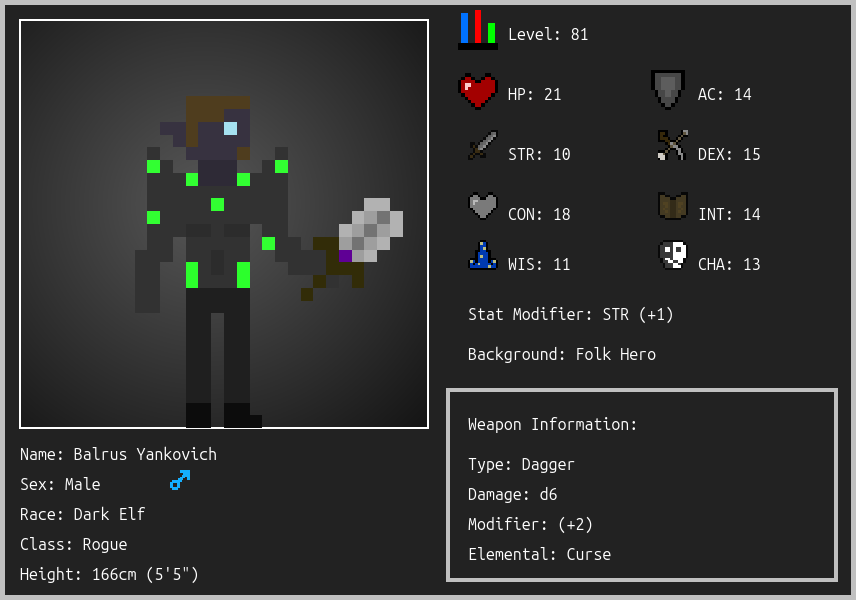 Level: 81
HP: 21
AC: 14
STR: 10
DEX: 15
CON: 18
INT: 14
WIS: 11
CHA: 13
Stat Modifier: STR (+1)
Background: Folk Hero
Weapon Information:
Type: Dagger
Damage: d6
Modifier: (+2)
Elemental: Curse
Name: Balrus Yankovich
Sex: Male
Race: Dark Elf
Class: Rogue
Height: 166cm (5'5")